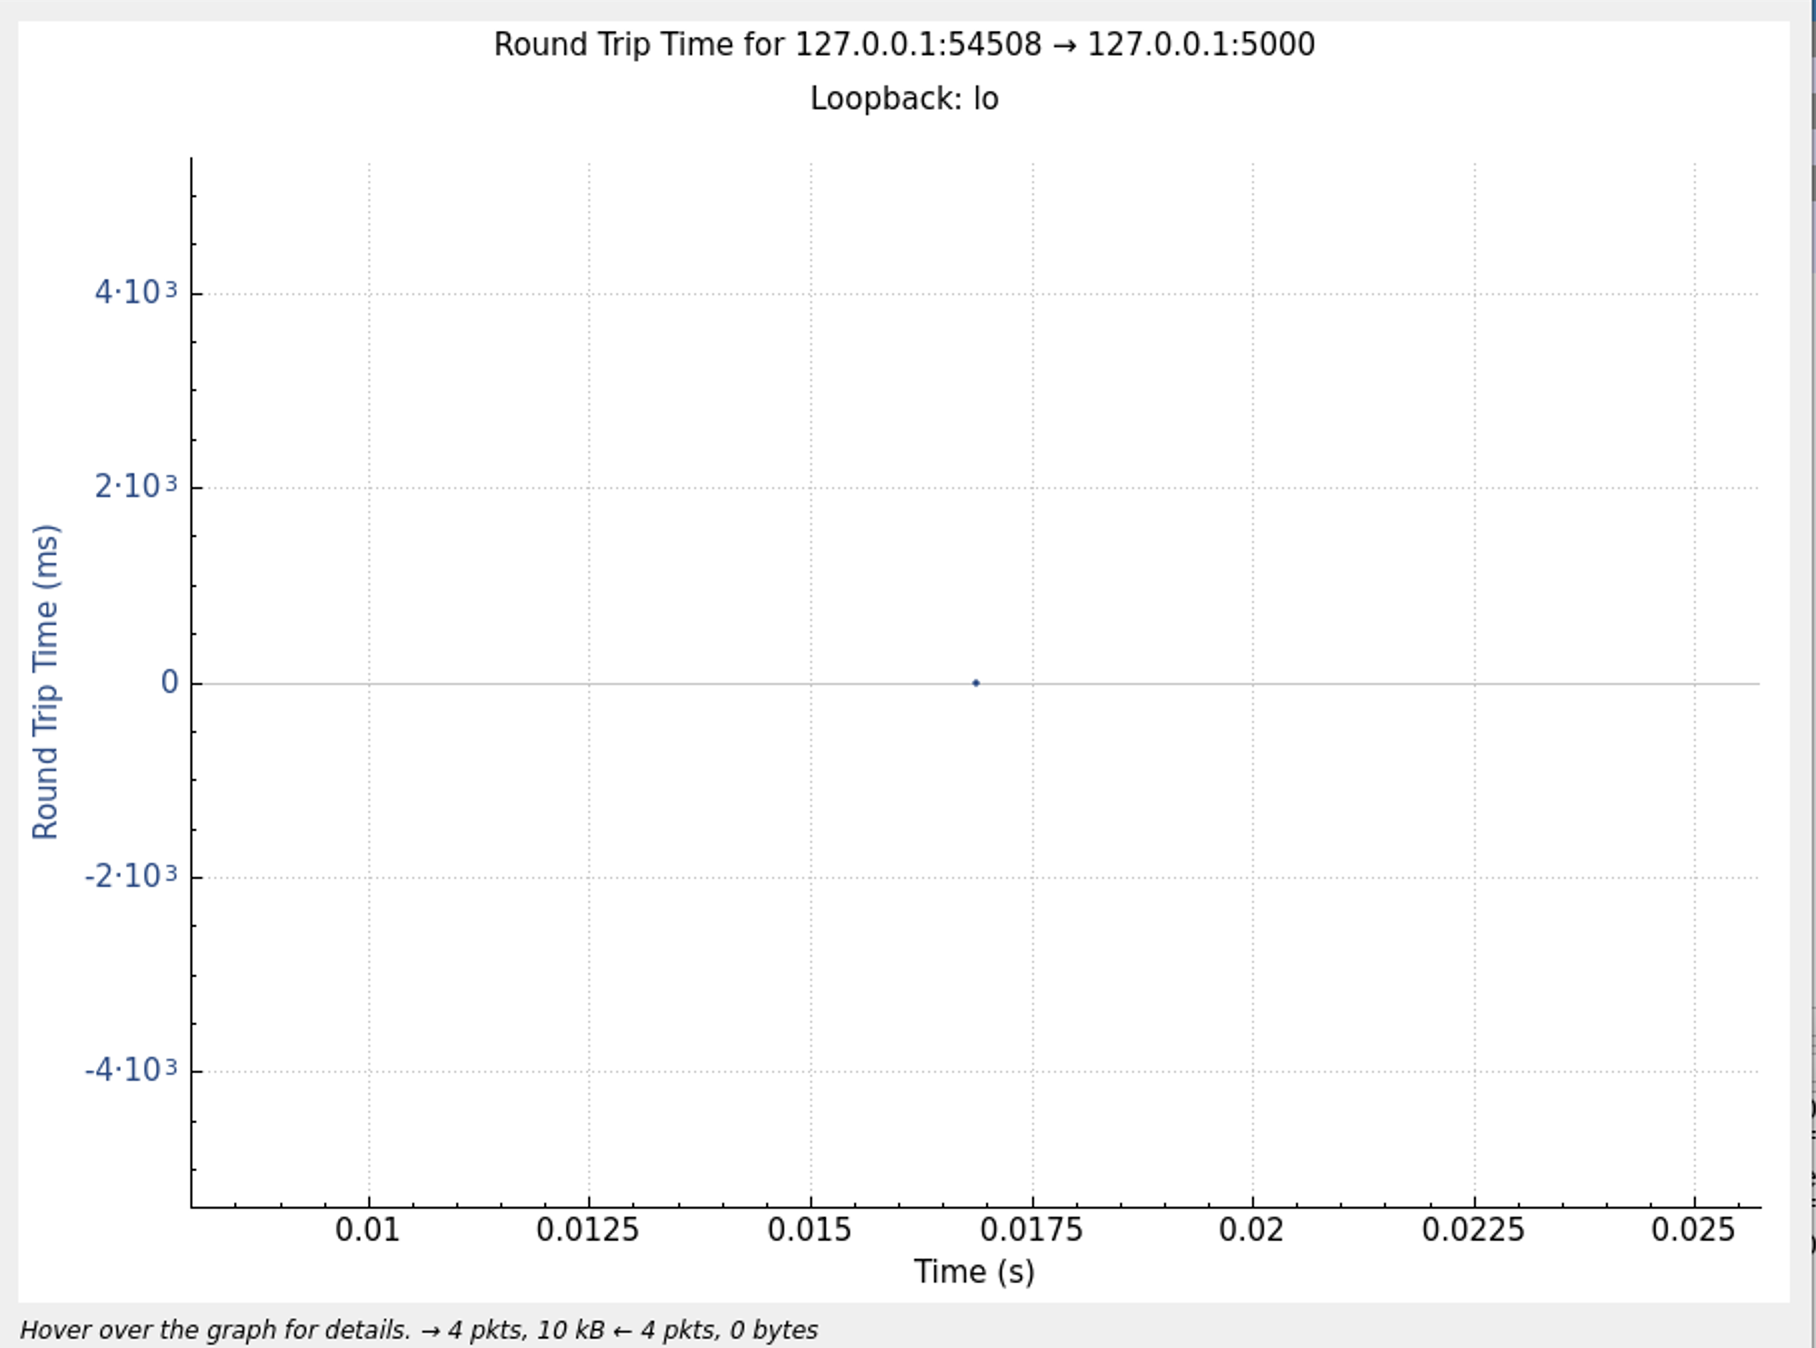 Round Trip Time for 127.0.0.1:54508 → 127.0.0.1:5000
Loopback: lo
4·10³
2·10³
0
-2·10³
-4·10³
Round Trip Time (ms)
0.01 0.0125 0.015 0.0175 0.02 0.0225 0.025
Time (s)
Hover over the graph for details. → 4 pkts, 10 kB ← 4 pkts, 0 bytes